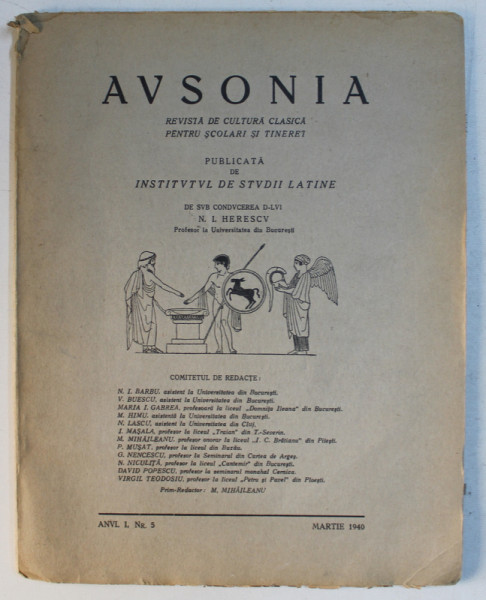 AVSONIA
REVISTĂ DE CULTURĂ CLASICĂ
PENTRU ȘCOLARI ȘI TINERET
PUBLICATĂ
DE
INSTITVTVL DE STVDII LATINE
DE SVB CONDVCEREA D-LVI
N. I. HERESCV
Profesor la Universitatea din București
COMITETUL DE REDACȚE:
N. I. BARBU, asistent la Universitatea din București.
V. BUESCU, asistent la Universitatea din București.
MARIA I. GABREA, profesoară la liceul „Domnița Ileana” din București.
M. HIMU, asistentă la Universitatea din București.
N. LASCU, asistent la Universitatea din Cluj.
I. MAȘALA, profesor la liceul „Traian” din T.-Severin.
M. MIHĂILEANU, profesor onorar la liceul „I. C. Brătianu” din Pitești.
P. MUȘAT, profesor la liceul din Buzău.
G. NENCESCU, profesor la Seminarul din Curtea de Argeș.
N. NICULIȚĂ, profesor la liceul „Cantemir” din București.
DAVID POPESCU, profesor la seminarul monahal Cernica.
VIRGIL TEODOSIU, profesor la liceul „Petru și Pavel” din Ploești.
Prim-Redactor: M. MIHĂILEANU
ANVL I, Nr. 5 MARTIE 1940